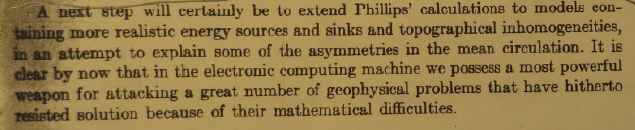 A next step will certainly be to extend Phillips' calculations to models con-
taining more realistic energy sources and sinks and topographical inhomogeneities,
in an attempt to explain some of the asymmetries in the mean circulation. It is
clear by now that in the electronic computing machine we possess a most powerful
weapon for attacking a great number of geophysical problems that have hitherto
resisted solution because of their mathematical difficulties.